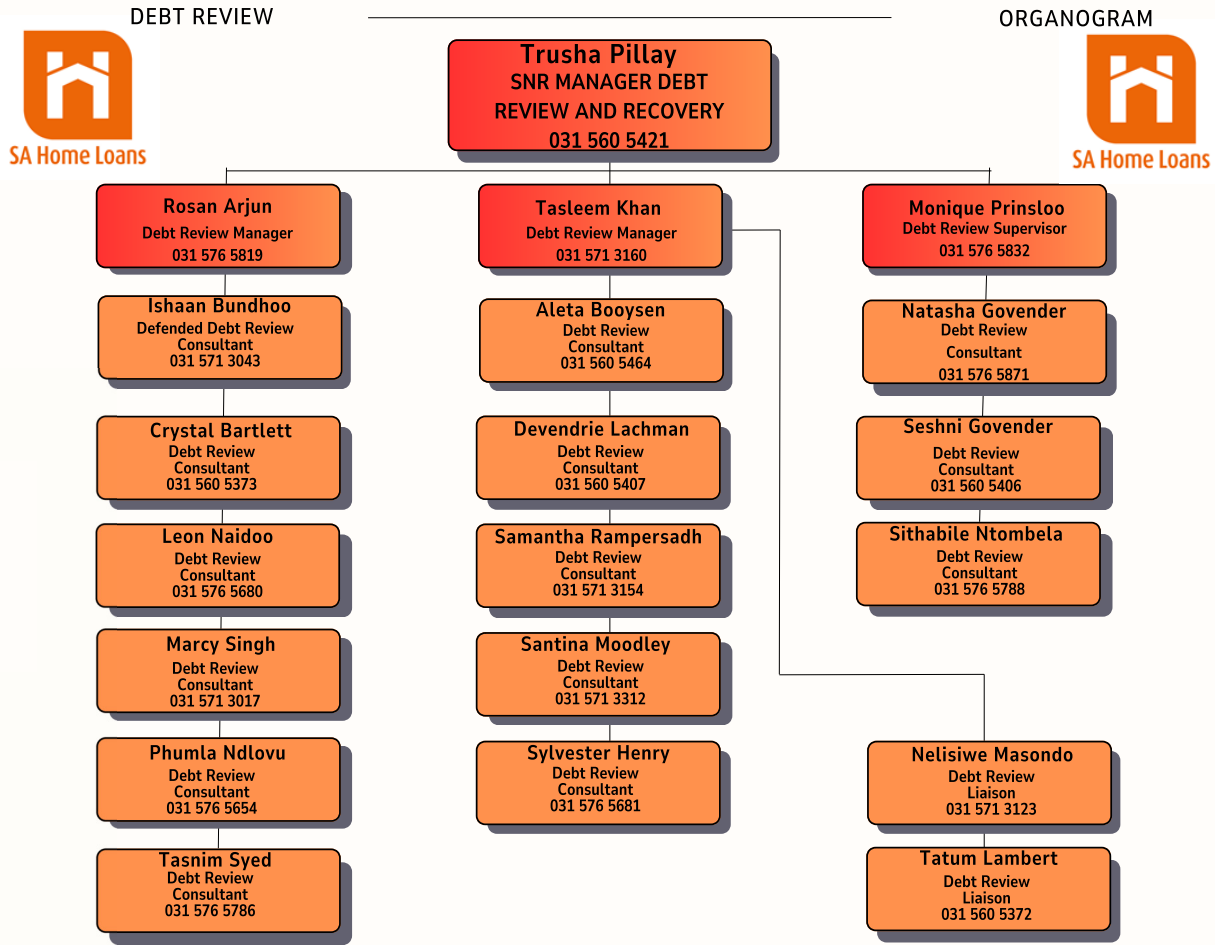 DEBT REVIEW
ORGANOGRAM
SA Home Loans
SA Home Loans
Trusha Pillay
SNR MANAGER DEBT
REVIEW AND RECOVERY
031 560 5421
Rosan Arjun
Debt Review Manager
031 576 5819
Ishaan Bundhoo
Defended Debt Review
Consultant
031 571 3043
Crystal Bartlett
Debt Review
Consultant
031 560 5373
Leon Naidoo
Debt Review
Consultant
031 576 5680
Marcy Singh
Debt Review
Consultant
031 571 3017
Phumla Ndlovu
Debt Review
Consultant
031 576 5654
Tasnim Syed
Debt Review
Consultant
031 576 5786
Tasleem Khan
Debt Review Manager
031 571 3160
Aleta Booysen
Debt Review
Consultant
031 560 5464
Devendrie Lachman
Debt Review
Consultant
031 560 5407
Samantha Rampersadh
Debt Review
Consultant
031 571 3154
Santina Moodley
Debt Review
Consultant
031 571 3312
Sylvester Henry
Debt Review
Consultant
031 576 5681
Monique Prinsloo
Debt Review Supervisor
031 576 5832
Natasha Govender
Debt Review
Consultant
031 576 5871
Seshni Govender
Debt Review
Consultant
031 560 5406
Sithabile Ntombela
Debt Review
Consultant
031 576 5788
Nelisiwe Masondo
Debt Review
Liaison
031 571 3123
Tatum Lambert
Debt Review
Liaison
031 560 5372